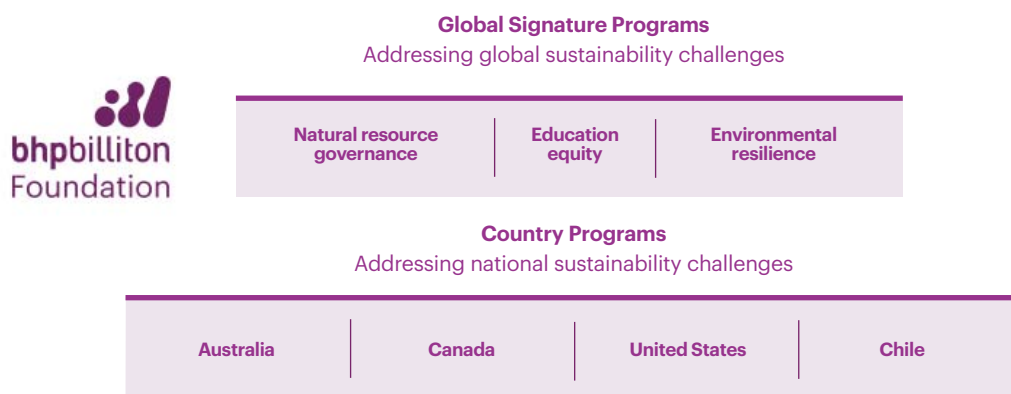 Global Signature Programs
Addressing global sustainability challenges
bhpbilliton
Foundation
Natural resource
governance
Education
equity
Environmental
resilience
Country Programs
Addressing national sustainability challenges
Australia
Canada
United States
Chile